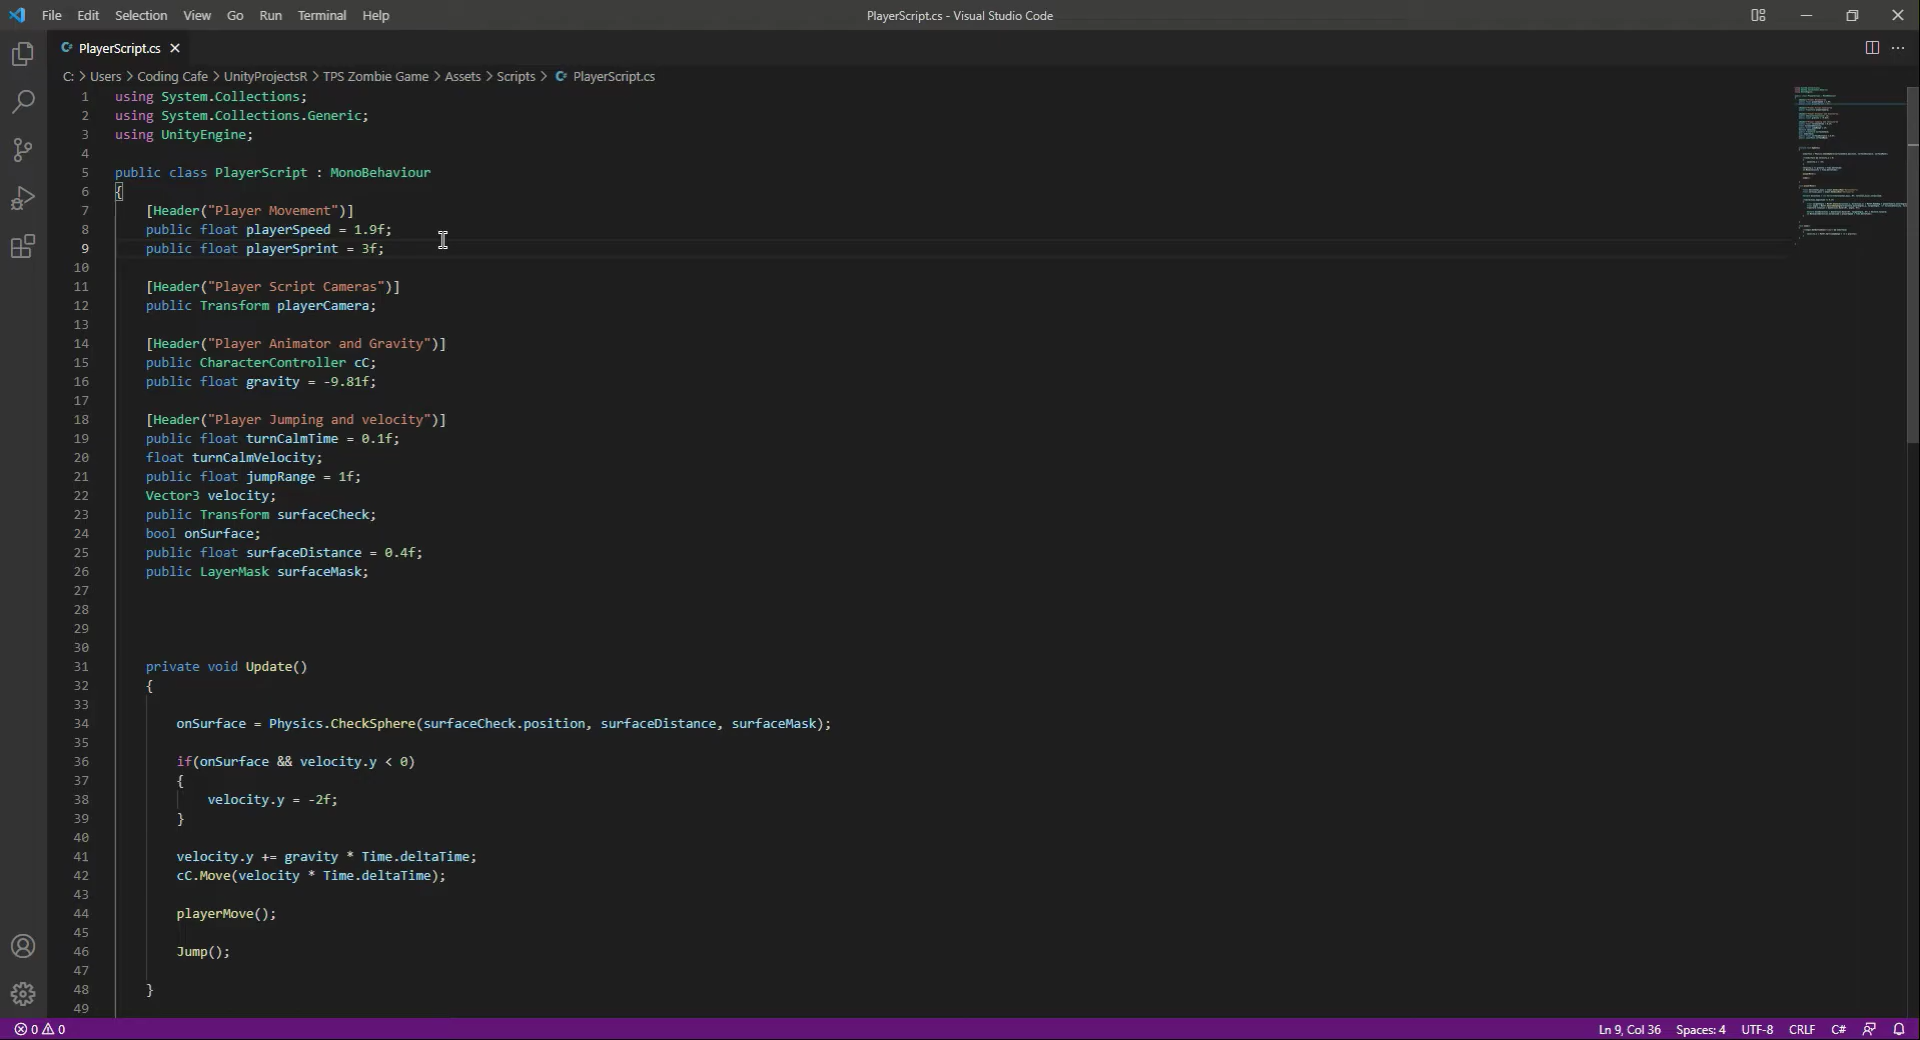 File Edit Selection View Go Run Terminal Help PlayerScript.cs - Visual Studio Code
PlayerScript.cs
C: > Users > Coding Cafe > UnityProjectsR > TPS Zombie Game > Assets > Scripts > PlayerScript.cs
1 using System.Collections;
2 using System.Collections.Generic;
3 using UnityEngine;
4
5 public class PlayerScript : MonoBehaviour
6 {
7 [Header("Player Movement")]
8 public float playerSpeed = 1.9f;
9 public float playerSprint = 3f;
10
11 [Header("Player Script Cameras")]
12 public Transform playerCamera;
13
14 [Header("Player Animator and Gravity")]
15 public CharacterController cC;
16 public float gravity = -9.81f;
17
18 [Header("Player Jumping and velocity")]
19 public float turnCalmTime = 0.1f;
20 float turnCalmVelocity;
21 public float jumpRange = 1f;
22 Vector3 velocity;
23 public Transform surfaceCheck;
24 bool onSurface;
25 public float surfaceDistance = 0.4f;
26 public LayerMask surfaceMask;
27
28
29
30
31 private void Update()
32 {
33
34 onSurface = Physics.CheckSphere(surfaceCheck.position, surfaceDistance, surfaceMask);
35
36 if(onSurface && velocity.y < 0)
37 {
38 velocity.y = -2f;
39 }
40
41 velocity.y += gravity * Time.deltaTime;
42 cC.Move(velocity * Time.deltaTime);
43
44 playerMove();
45
46 Jump();
47
48 }
49
0 0 Ln 9, Col 36 Spaces: 4 UTF-8 CRLF C#